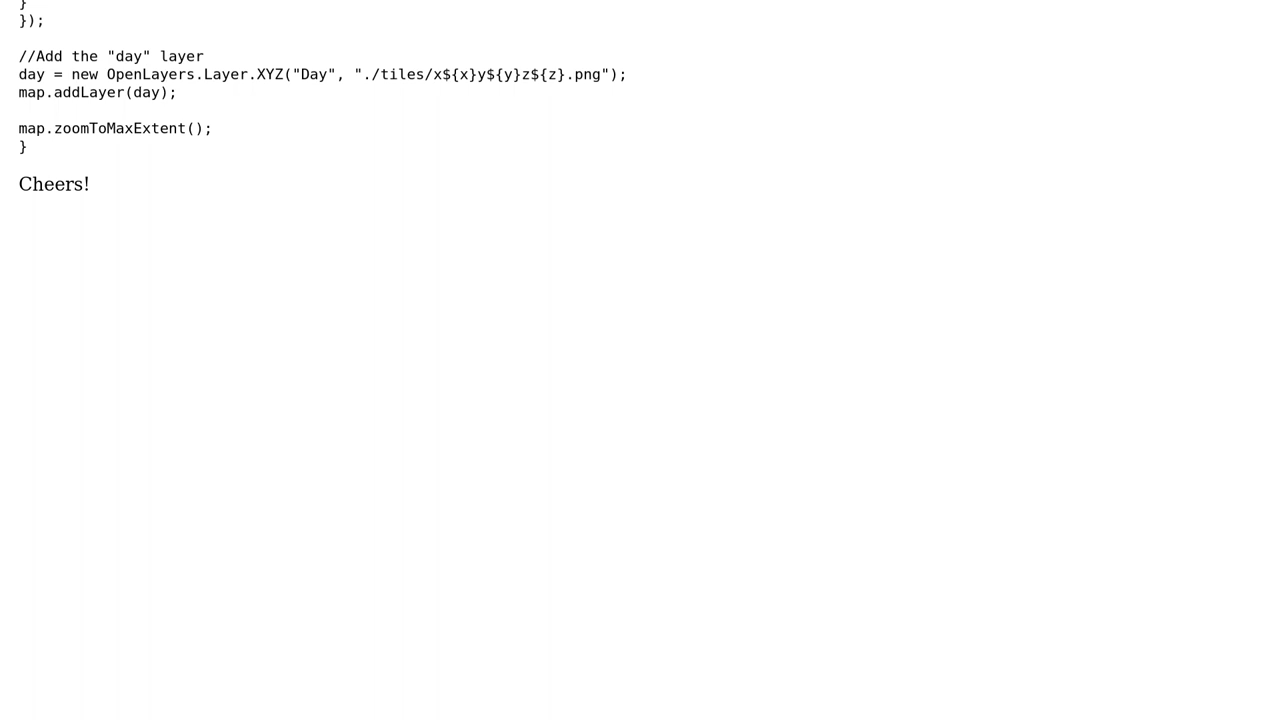 }
});
//Add the "day" layer
day = new OpenLayers.Layer.XYZ("Day", "./tiles/x${x}y${y}z${z}.png");
map.addLayer(day);
map.zoomToMaxExtent();
}
Cheers!